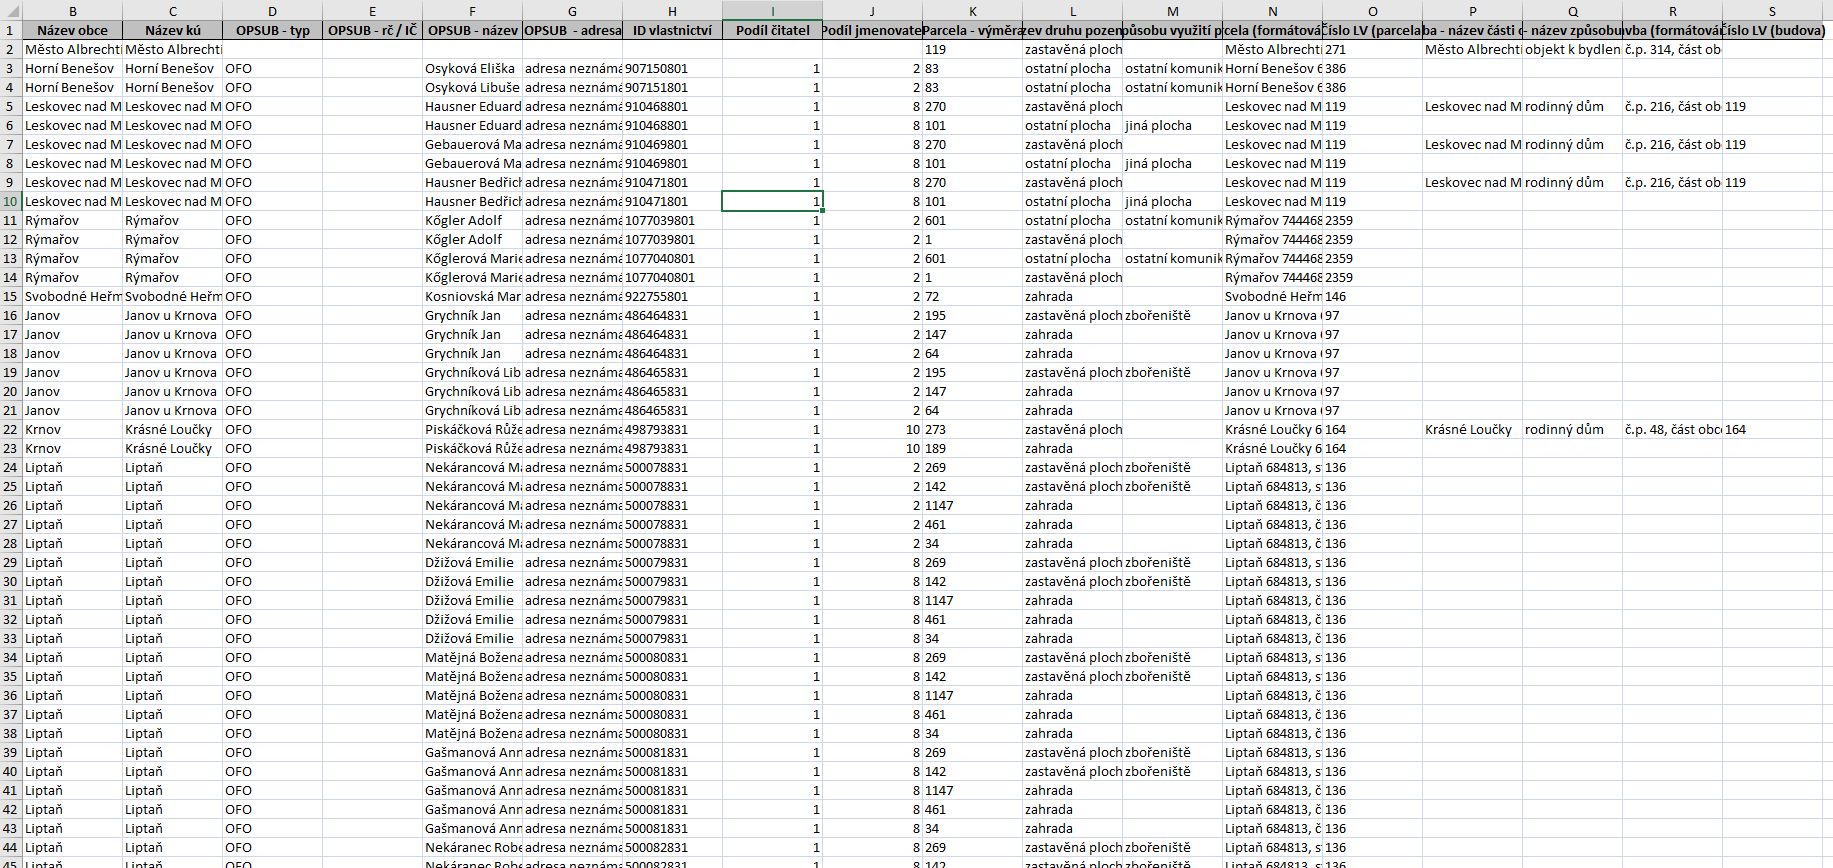 B C D E F G H I J K L M N O P Q R S
1 Název obce Název kú OPSUB - typ OPSUB - rč / IČ OPSUB - název OPSUB - adresa ID vlastnictví Podíl čitatel Podíl jmenovate Parcela - výměra zev druhu pozem působu využití p cela (formátová Číslo LV (parcela ba - název části o - název způsobu vba (formátová Číslo LV (budova)
2 Město Albrechti Město Albrechti 119 zastavěná ploch Město Albrechti 271 Město Albrechti objekt k bydlen č.p. 314, část ob
3 Horní Benešov Horní Benešov OFO Osyková Eliška adresa neznámá 907150801 1 2 83 ostatní plocha ostatní komunik Horní Benešov 6 386
4 Horní Benešov Horní Benešov OFO Osyková Libuše adresa neznámá 907151801 1 2 83 ostatní plocha ostatní komunik Horní Benešov 6 386
5 Leskovec nad M Leskovec nad M OFO Hausner Eduard adresa neznámá 910468801 1 8 270 zastavěná ploch Leskovec nad M 119 Leskovec nad M rodinný dům č.p. 216, část ob 119
6 Leskovec nad M Leskovec nad M OFO Hausner Eduard adresa neznámá 910468801 1 8 101 ostatní plocha jiná plocha Leskovec nad M 119
7 Leskovec nad M Leskovec nad M OFO Gebauerová Ma adresa neznámá 910469801 1 8 270 zastavěná ploch Leskovec nad M 119 Leskovec nad M rodinný dům č.p. 216, část ob 119
8 Leskovec nad M Leskovec nad M OFO Gebauerová Ma adresa neznámá 910469801 1 8 101 ostatní plocha jiná plocha Leskovec nad M 119
9 Leskovec nad M Leskovec nad M OFO Hausner Bedřich adresa neznámá 910471801 1 8 270 zastavěná ploch Leskovec nad M 119 Leskovec nad M rodinný dům č.p. 216, část ob 119
10 Leskovec nad M Leskovec nad M OFO Hausner Bedřich adresa neznámá 910471801 1 8 101 ostatní plocha jiná plocha Leskovec nad M 119
11 Rýmařov Rýmařov OFO Kőgler Adolf adresa neznámá 1077039801 1 2 601 ostatní plocha ostatní komunik Rýmařov 744468 2359
12 Rýmařov Rýmařov OFO Kőgler Adolf adresa neznámá 1077039801 1 2 1 zastavěná ploch Rýmařov 744468 2359
13 Rýmařov Rýmařov OFO Kőglerová Marie adresa neznámá 1077040801 1 2 601 ostatní plocha ostatní komunik Rýmařov 744468 2359
14 Rýmařov Rýmařov OFO Kőglerová Marie adresa neznámá 1077040801 1 2 1 zastavěná ploch Rýmařov 744468 2359
15 Svobodné Heřm Svobodné Heřm OFO Kosniovská Mar adresa neznámá 922755801 1 2 72 zahrada Svobodné Heřm 146
16 Janov Janov u Krnova OFO Grychník Jan adresa neznámá 486464831 1 2 195 zastavěná ploch zbořeniště Janov u Krnova 97
17 Janov Janov u Krnova OFO Grychník Jan adresa neznámá 486464831 1 2 147 zahrada Janov u Krnova 97
18 Janov Janov u Krnova OFO Grychník Jan adresa neznámá 486464831 1 2 64 zahrada Janov u Krnova 97
19 Janov Janov u Krnova OFO Grychníková Lib adresa neznámá 486465831 1 2 195 zastavěná ploch zbořeniště Janov u Krnova 97
20 Janov Janov u Krnova OFO Grychníková Lib adresa neznámá 486465831 1 2 147 zahrada Janov u Krnova 97
21 Janov Janov u Krnova OFO Grychníková Lib adresa neznámá 486465831 1 2 64 zahrada Janov u Krnova 97
22 Krnov Krásné Loučky OFO Piskáčková Růže adresa neznámá 498793831 1 10 273 zastavěná ploch Krásné Loučky 6 164 Krásné Loučky rodinný dům č.p. 48, část obc 164
23 Krnov Krásné Loučky OFO Piskáčková Růže adresa neznámá 498793831 1 10 189 zahrada Krásné Loučky 6 164
24 Liptaň Liptaň OFO Nekárancová Ma adresa neznámá 500078831 1 2 269 zastavěná ploch zbořeniště Liptaň 684813, s 136
25 Liptaň Liptaň OFO Nekárancová Ma adresa neznámá 500078831 1 2 142 zastavěná ploch zbořeniště Liptaň 684813, s 136
26 Liptaň Liptaň OFO Nekárancová Ma adresa neznámá 500078831 1 2 1147 zahrada Liptaň 684813, č 136
27 Liptaň Liptaň OFO Nekárancová Ma adresa neznámá 500078831 1 2 461 zahrada Liptaň 684813, č 136
28 Liptaň Liptaň OFO Nekárancová Ma adresa neznámá 500078831 1 2 34 zahrada Liptaň 684813, č 136
29 Liptaň Liptaň OFO Džižová Emilie adresa neznámá 500079831 1 8 269 zastavěná ploch zbořeniště Liptaň 684813, s 136
30 Liptaň Liptaň OFO Džižová Emilie adresa neznámá 500079831 1 8 142 zastavěná ploch zbořeniště Liptaň 684813, s 136
31 Liptaň Liptaň OFO Džižová Emilie adresa neznámá 500079831 1 8 1147 zahrada Liptaň 684813, č 136
32 Liptaň Liptaň OFO Džižová Emilie adresa neznámá 500079831 1 8 461 zahrada Liptaň 684813, č 136
33 Liptaň Liptaň OFO Džižová Emilie adresa neznámá 500079831 1 8 34 zahrada Liptaň 684813, č 136
34 Liptaň Liptaň OFO Matějná Božena adresa neznámá 500080831 1 8 269 zastavěná ploch zbořeniště Liptaň 684813, s 136
35 Liptaň Liptaň OFO Matějná Božena adresa neznámá 500080831 1 8 142 zastavěná ploch zbořeniště Liptaň 684813, s 136
36 Liptaň Liptaň OFO Matějná Božena adresa neznámá 500080831 1 8 1147 zahrada Liptaň 684813, č 136
37 Liptaň Liptaň OFO Matějná Božena adresa neznámá 500080831 1 8 461 zahrada Liptaň 684813, č 136
38 Liptaň Liptaň OFO Matějná Božena adresa neznámá 500080831 1 8 34 zahrada Liptaň 684813, č 136
39 Liptaň Liptaň OFO Gašmanová Ann adresa neznámá 500081831 1 8 269 zastavěná ploch zbořeniště Liptaň 684813, s 136
40 Liptaň Liptaň OFO Gašmanová Ann adresa neznámá 500081831 1 8 142 zastavěná ploch zbořeniště Liptaň 684813, s 136
41 Liptaň Liptaň OFO Gašmanová Ann adresa neznámá 500081831 1 8 1147 zahrada Liptaň 684813, č 136
42 Liptaň Liptaň OFO Gašmanová Ann adresa neznámá 500081831 1 8 461 zahrada Liptaň 684813, č 136
43 Liptaň Liptaň OFO Gašmanová Ann adresa neznámá 500081831 1 8 34 zahrada Liptaň 684813, č 136
44 Liptaň Liptaň OFO Nekáranec Robe adresa neznámá 500082831 1 8 269 zastavěná ploch zbořeniště Liptaň 684813, s 136
45 Liptaň Liptaň OFO Nekáranec Robe adresa neznámá 500082831 1 8 142 zastavěná ploch zbořeniště Liptaň 684813, s 136